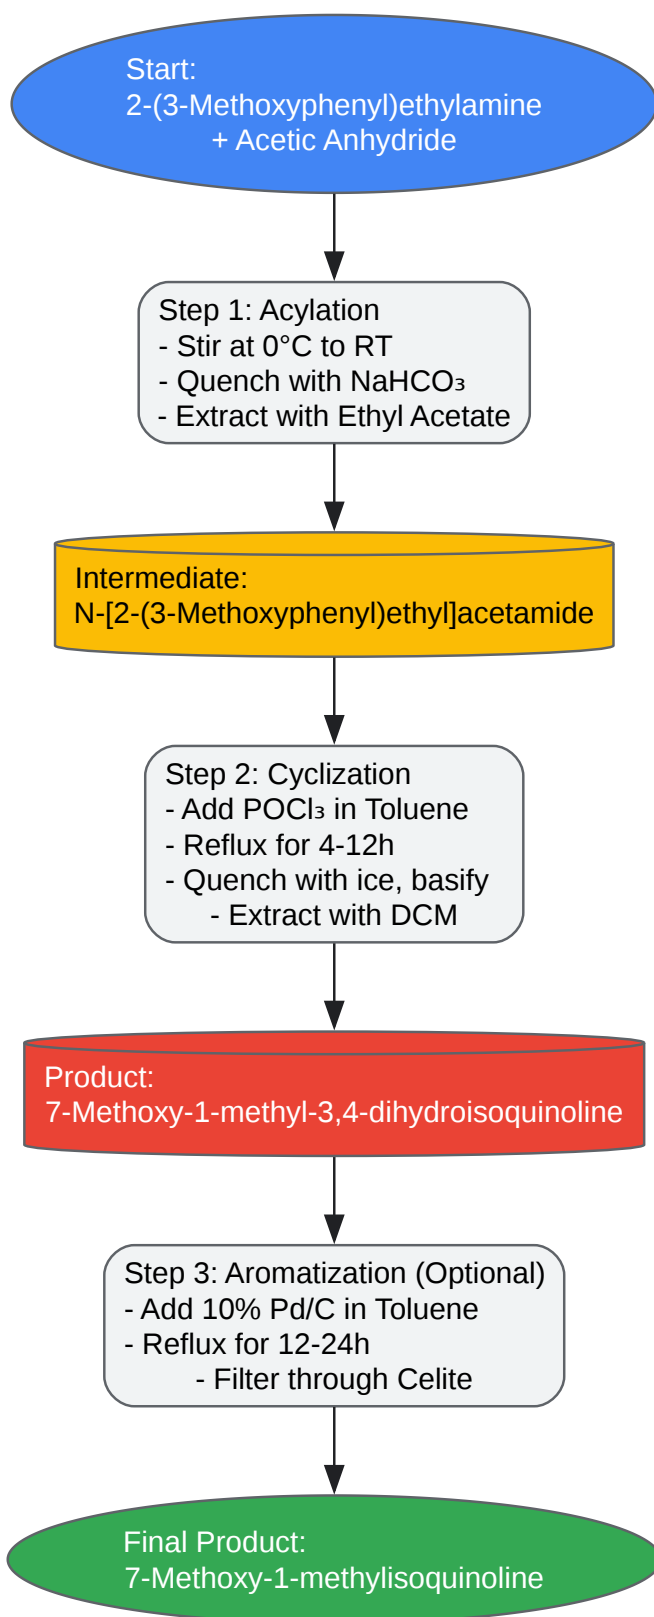 Start:
2-(3-Methoxyphenyl)ethylamine
+ Acetic Anhydride
Step 1: Acylation
- Stir at 0°C to RT
- Quench with NaHCO₃
- Extract with Ethyl Acetate
Intermediate:
N-[2-(3-Methoxyphenyl)ethyl]acetamide
Step 2: Cyclization
- Add POCl₃ in Toluene
- Reflux for 4-12h
- Quench with ice, basify
- Extract with DCM
Product:
7-Methoxy-1-methyl-3,4-dihydroisoquinoline
Step 3: Aromatization (Optional)
- Add 10% Pd/C in Toluene
- Reflux for 12-24h
- Filter through Celite
Final Product:
7-Methoxy-1-methylisoquinoline